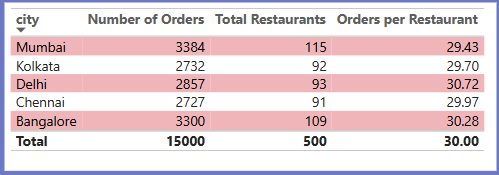 city Number of Orders Total Restaurants Orders per Restaurant
Mumbai 3384 115 29.43
Kolkata 2732 92 29.70
Delhi 2857 93 30.72
Chennai 2727 91 29.97
Bangalore 3300 109 30.28
Total 15000 500 30.00